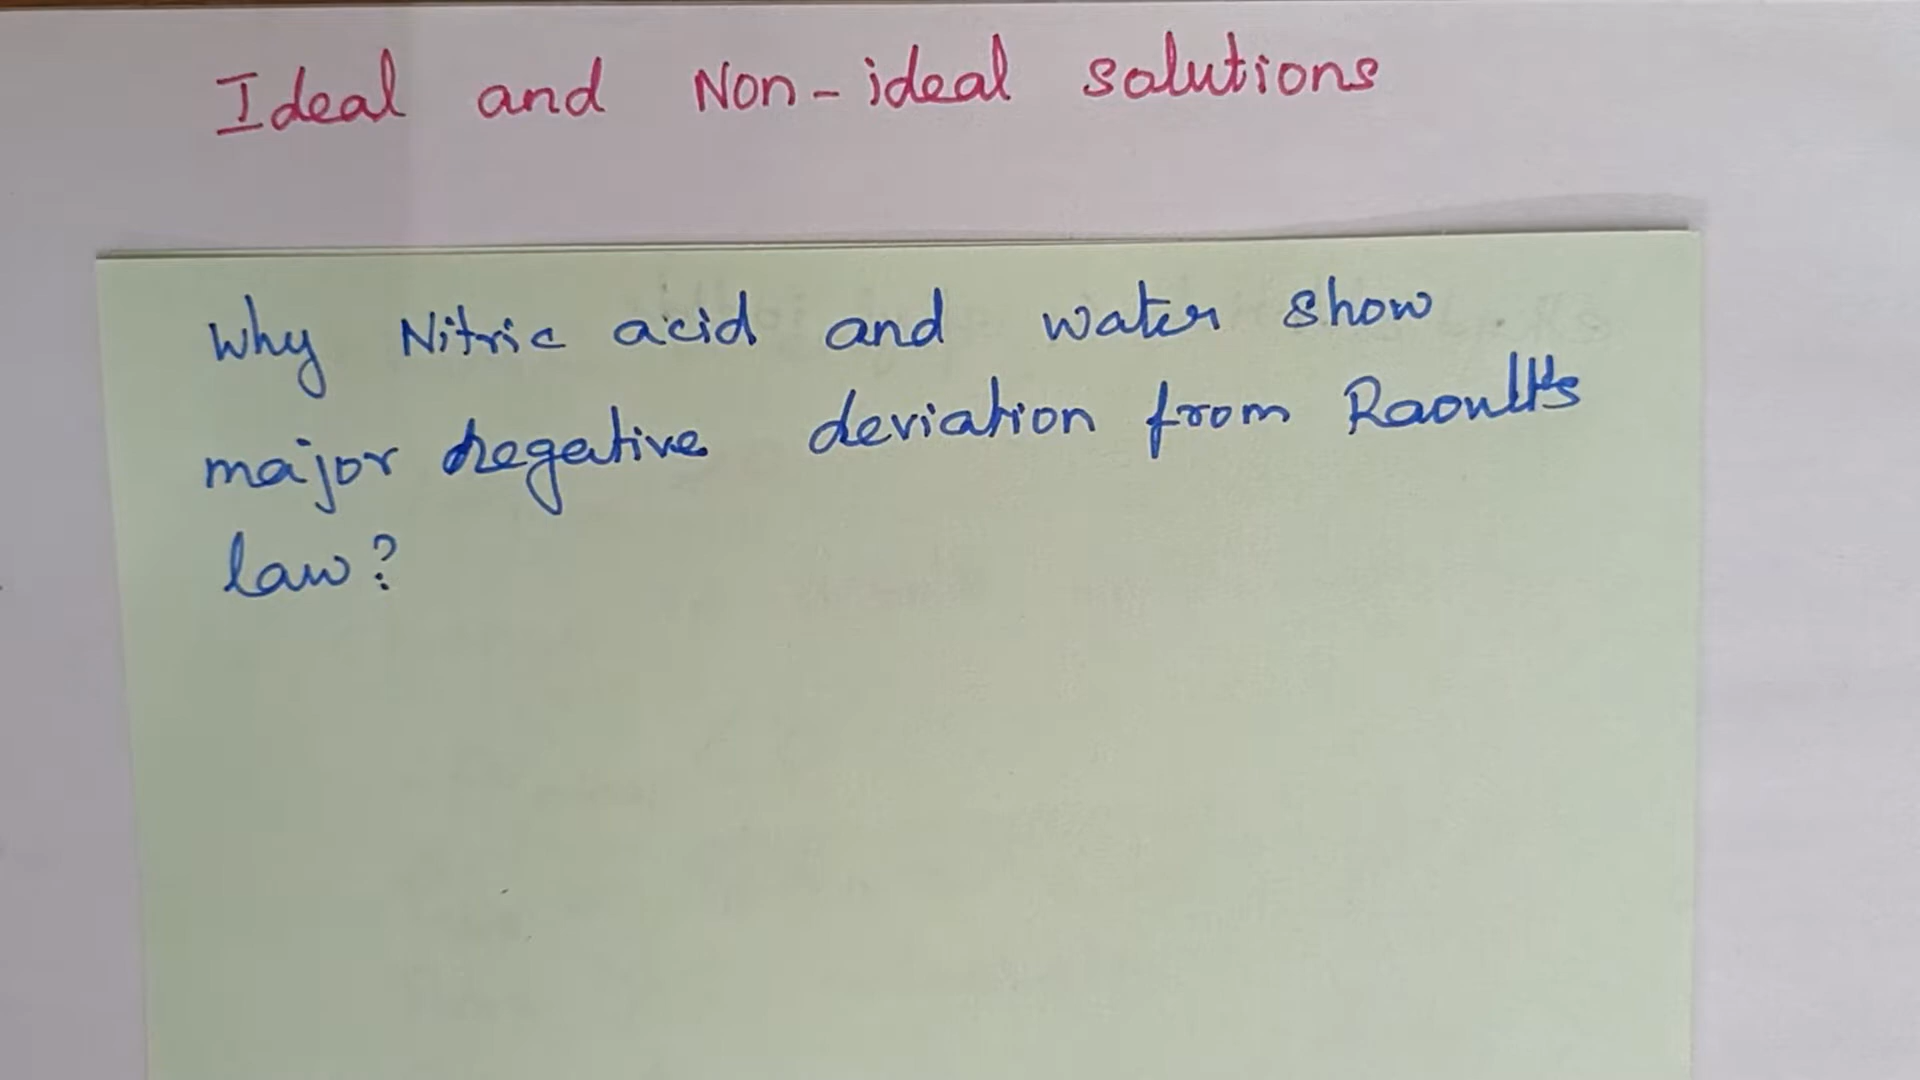 Ideal and Non-ideal solutions
Why Nitric acid and water show
major negative deviation from Raoult's
law?